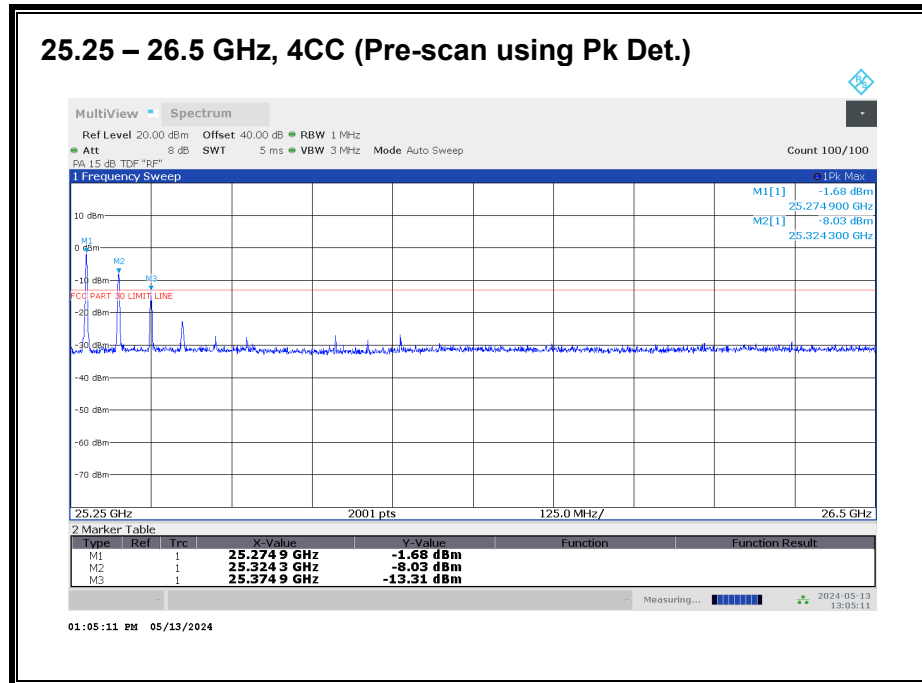 25.25 – 26.5 GHz, 4CC (Pre-scan using Pk Det.)
R&S
MultiView Spectrum
Ref Level 20.00 dBm Offset 40.00 dB RBW 1 MHz
Att 8 dB SWT 5 ms VBW 3 MHz Mode Auto Sweep Count 100/100
PA 15 dB TDF "RF"
1 Frequency Sweep 1Pk Max
M1[1] -1.68 dBm
25.274 900 GHz
10 dBm
M2[1] -8.03 dBm
25.324 300 GHz
M1
0 dBm
M2
-10 dBm
M3
FCC PART 30 LIMIT LINE
-20 dBm
-30 dBm
-40 dBm
-50 dBm
-60 dBm
-70 dBm
25.25 GHz 2001 pts 125.0 MHz/ 26.5 GHz
2 Marker Table
Type Ref Trc X-Value Y-Value Function Function Result
M1 1 25.274 9 GHz -1.68 dBm
M2 1 25.324 3 GHz -8.03 dBm
M3 1 25.374 9 GHz -13.31 dBm
Measuring... 2024-05-13
13:05:11
01:05:11 PM 05/13/2024